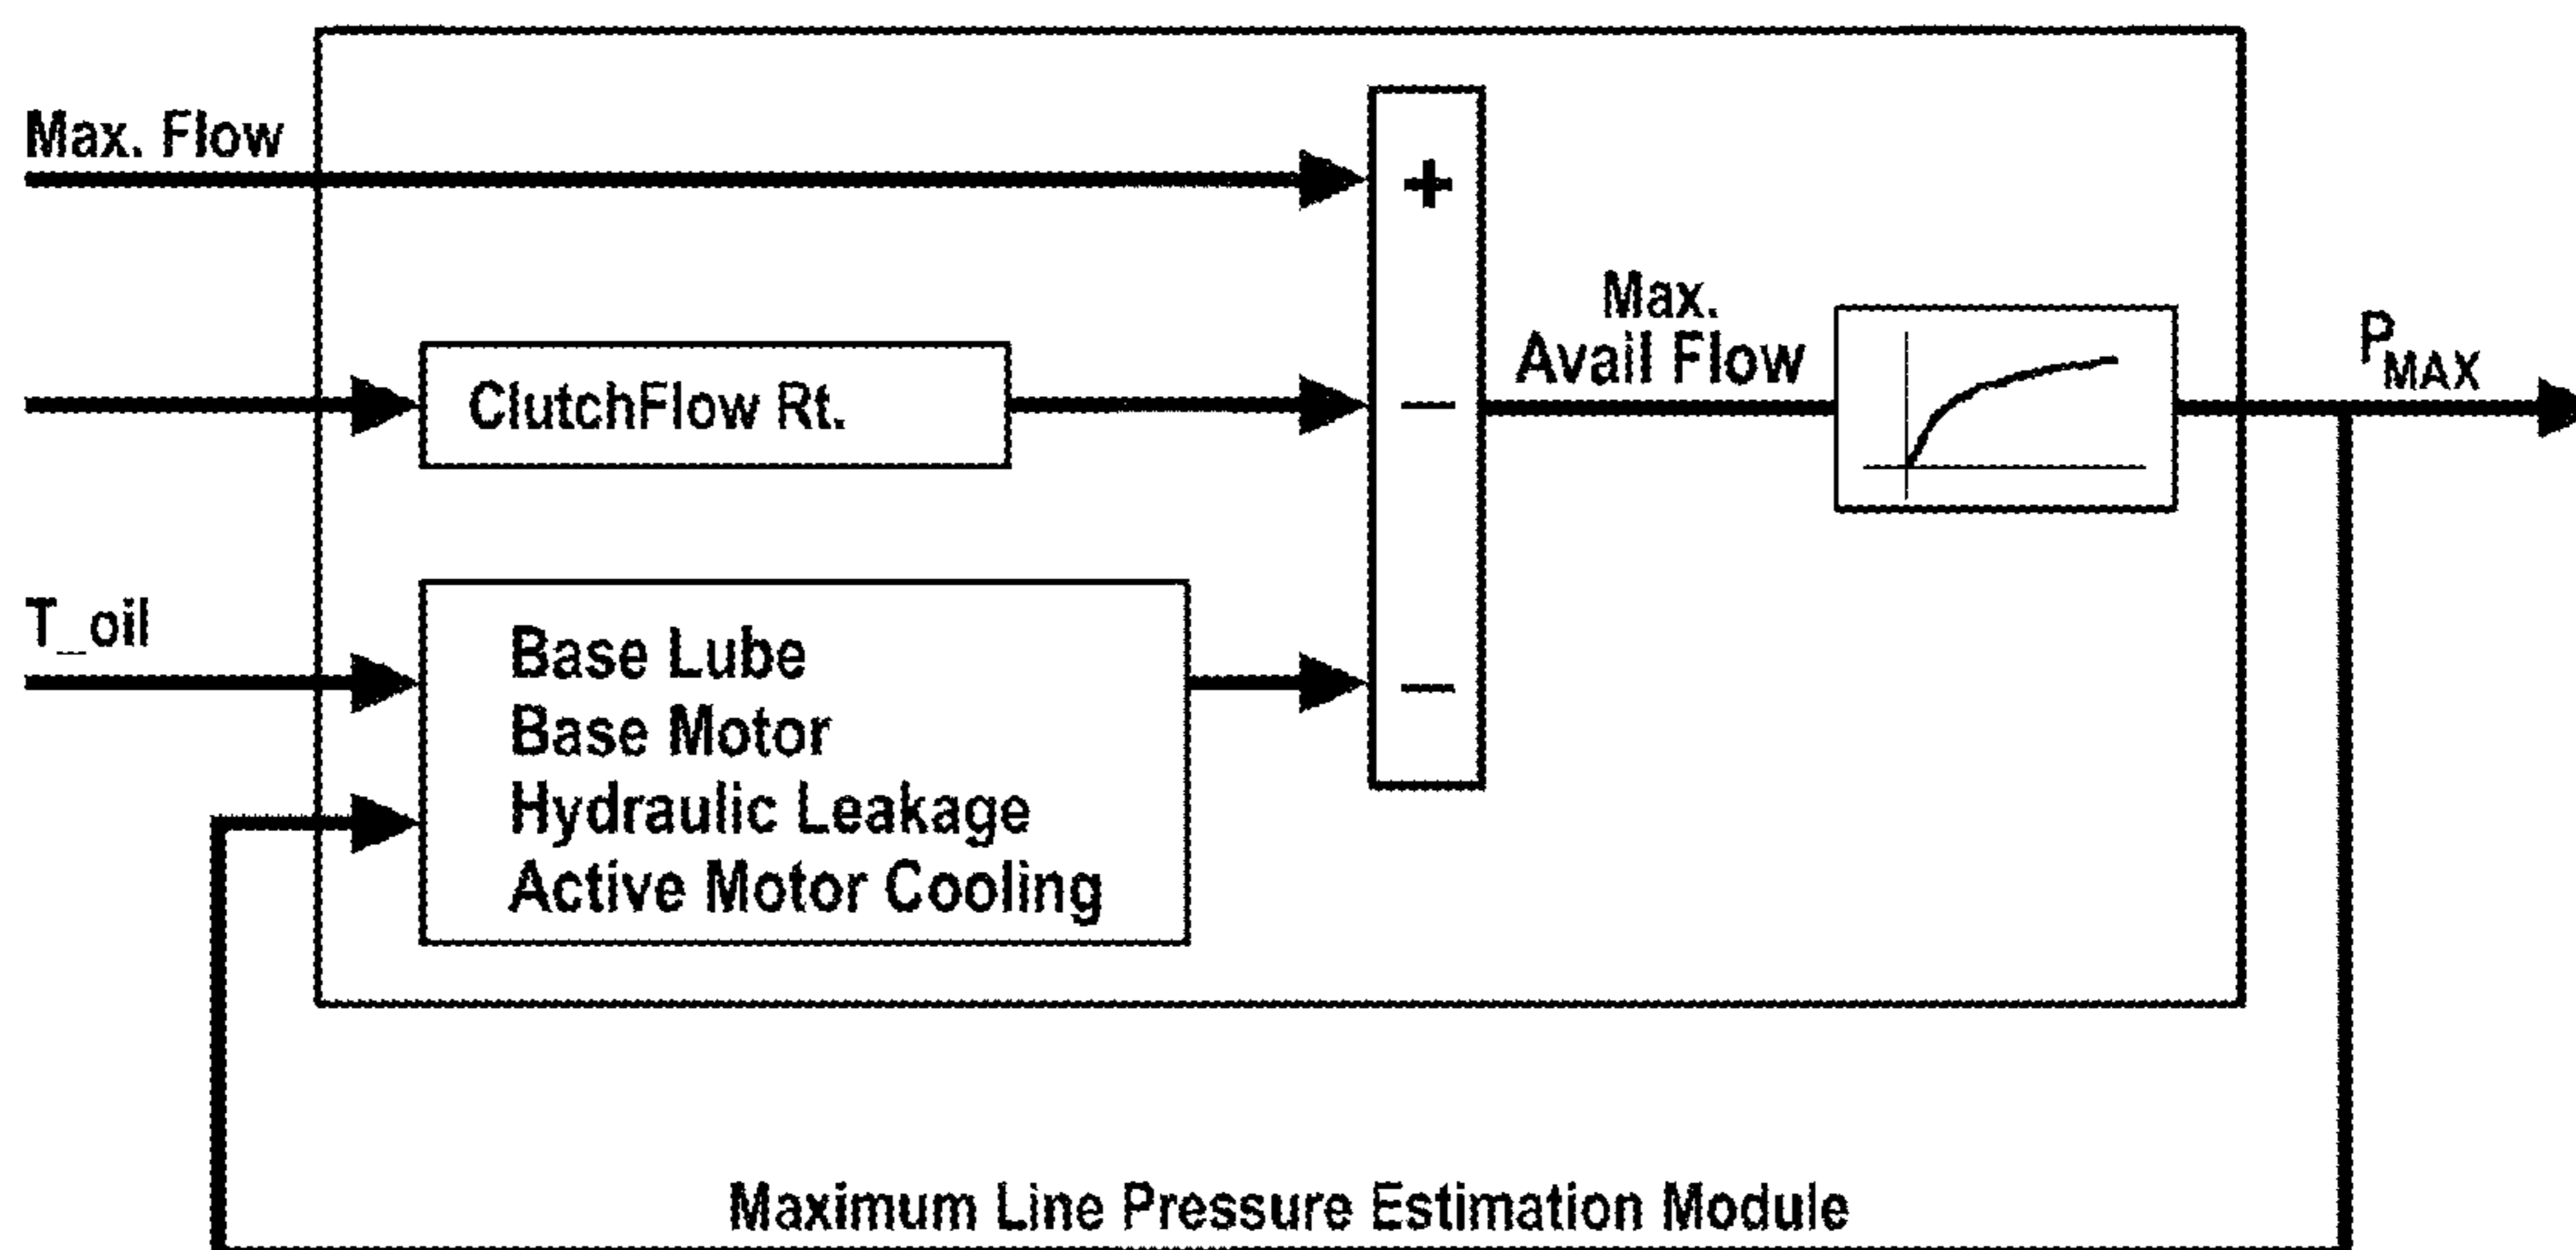 Max. Flow
+
ClutchFlow Rt.
–
Max.
Avail Flow
PMAX
T_oil
–
Base Lube
Base Motor
Hydraulic Leakage
Active Motor Cooling
Maximum Line Pressure Estimation Module